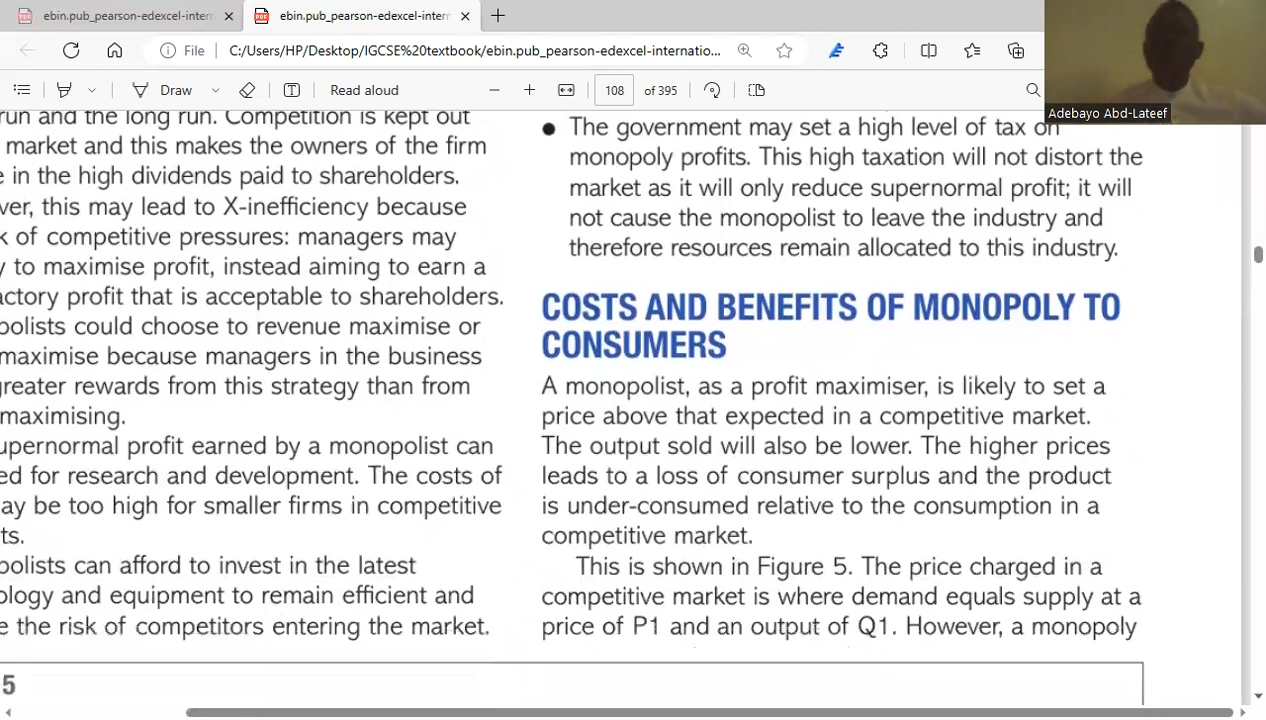 ebin.pub_pearson-edexcel-intern
ebin.pub_pearson-edexcel-intern
File
C:/Users/HP/Desktop/IGCSE%20textbook/ebin.pub_pearson-edexcel-internatio...
Draw
Read aloud
108
of 395
Adebayo Abd-Lateef
run and the long run. Competition is kept out
market and this makes the owners of the firm
e in the high dividends paid to shareholders.
ver, this may lead to X-inefficiency because
k of competitive pressures: managers may
y to maximise profit, instead aiming to earn a
actory profit that is acceptable to shareholders.
polists could choose to revenue maximise or
maximise because managers in the business
greater rewards from this strategy than from
maximising.
upernormal profit earned by a monopolist can
ed for research and development. The costs of
ay be too high for smaller firms in competitive
ts.
polists can afford to invest in the latest
ology and equipment to remain efficient and
e the risk of competitors entering the market.
5
● The government may set a high level of tax on
monopoly profits. This high taxation will not distort the
market as it will only reduce supernormal profit; it will
not cause the monopolist to leave the industry and
therefore resources remain allocated to this industry.
COSTS AND BENEFITS OF MONOPOLY TO
CONSUMERS
A monopolist, as a profit maximiser, is likely to set a
price above that expected in a competitive market.
The output sold will also be lower. The higher prices
leads to a loss of consumer surplus and the product
is under-consumed relative to the consumption in a
competitive market.
This is shown in Figure 5. The price charged in a
competitive market is where demand equals supply at a
price of P1 and an output of Q1. However, a monopoly